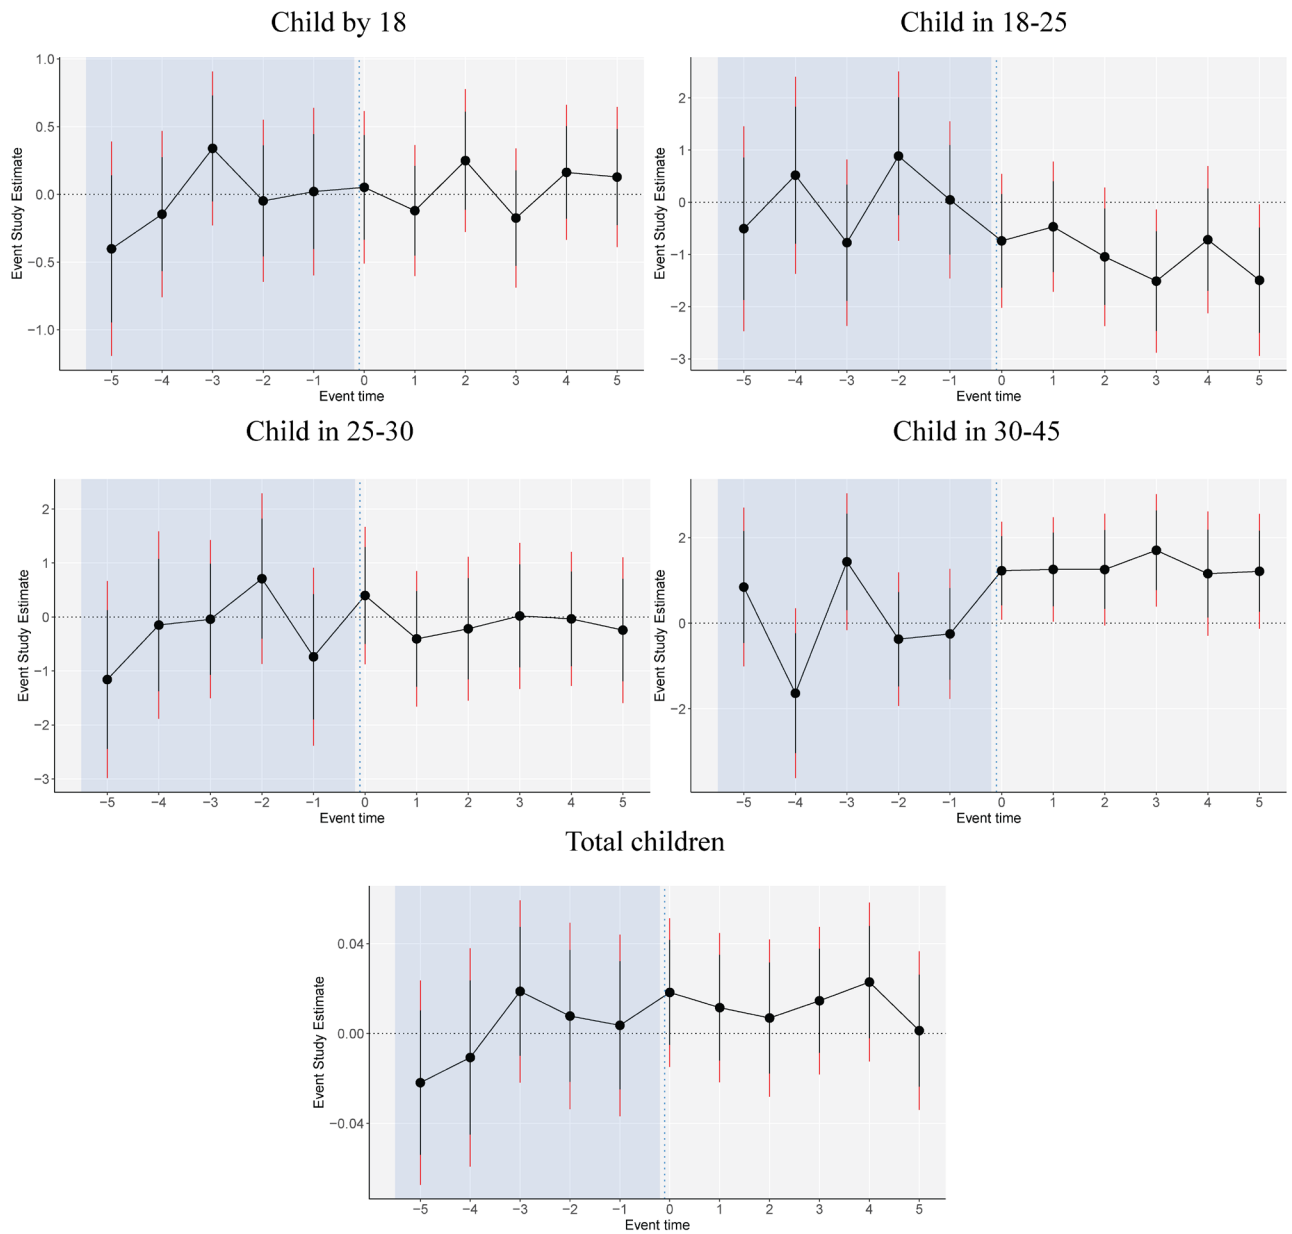 Child by 18
Child in 18-25
Event Study Estimate
1.0
0.5
0.0
−0.5
−1.0
−5 −4 −3 −2 −1 0 1 2 3 4 5
Event time
Event Study Estimate
2
1
0
−1
−2
−3
−5 −4 −3 −2 −1 0 1 2 3 4 5
Event time
Child in 25-30
Child in 30-45
Event Study Estimate
2
1
0
−1
−2
−3
−5 −4 −3 −2 −1 0 1 2 3 4 5
Event time
Event Study Estimate
2
0
−2
−5 −4 −3 −2 −1 0 1 2 3 4 5
Event time
Total children
Event Study Estimate
0.04
0.00
−0.04
−5 −4 −3 −2 −1 0 1 2 3 4 5
Event time